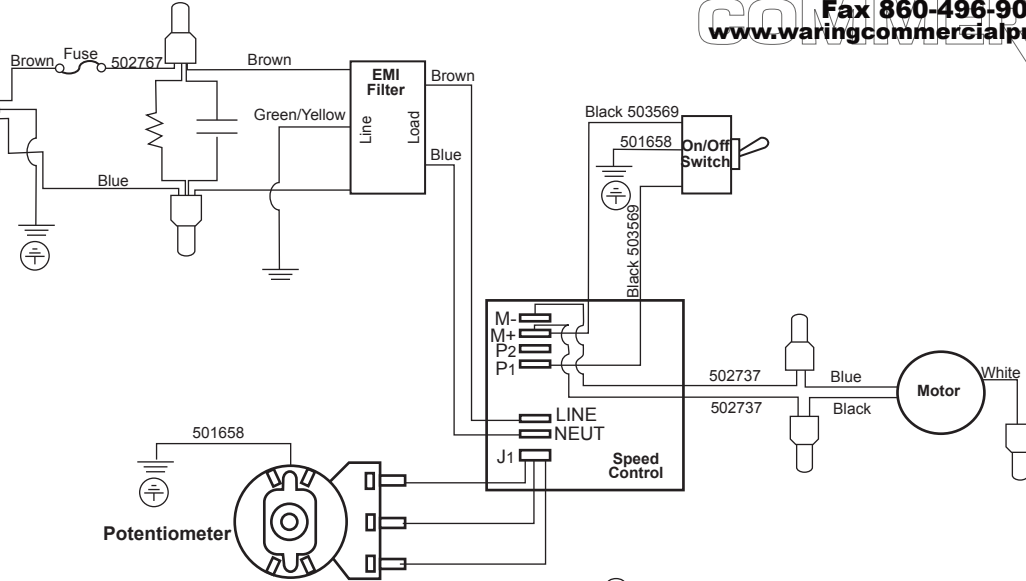 Fax 860-496-90
www.waringcommercialpr
Brown
Fuse
502767
Brown
EMI
Filter
Brown
Line
Load
Green/Yellow
Blue
Blue
Black 503569
501658
On/Off
Switch
Black 503569
M-
M+
P2
P1
502737
Blue
502737
Black
Motor
White
LINE
NEUT
J1
Speed
Control
501658
Potentiometer